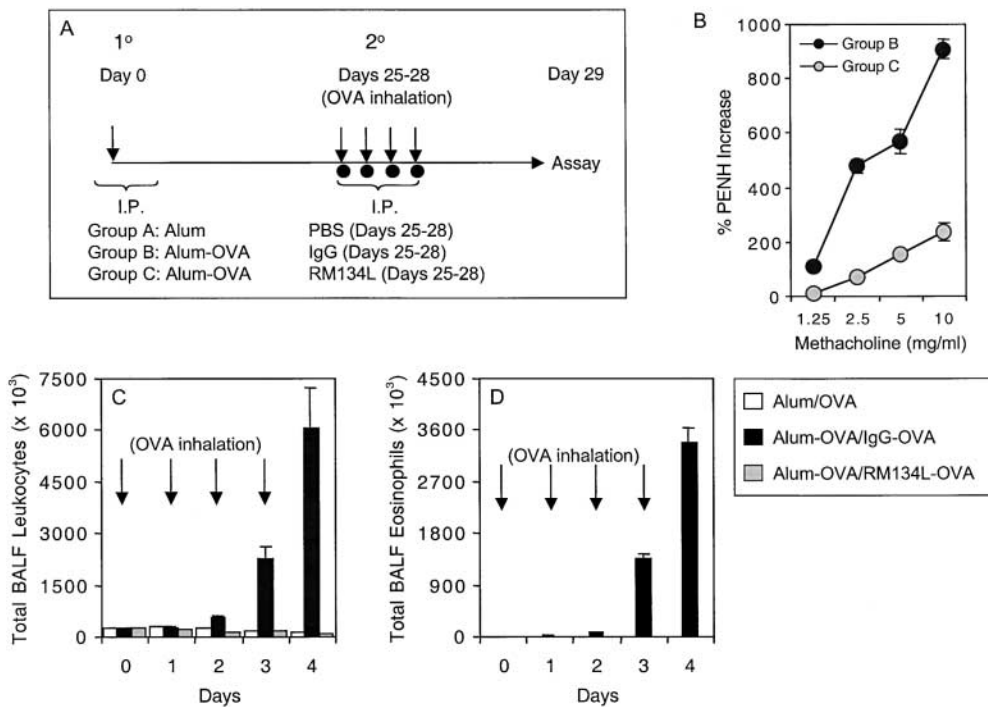 A
1º 2º
Day 0 Days 25-28 Day 29
(OVA inhalation)
Assay
I.P. I.P.
Group A: Alum PBS (Days 25-28)
Group B: Alum-OVA IgG (Days 25-28)
Group C: Alum-OVA RM134L (Days 25-28)
B
Group B
Group C
% PENH Increase
1000
800
600
400
200
0
1.25 2.5 5 10
Methacholine (mg/ml)
C
Total BALF Leukocytes (x 10³)
7500
6000
4500
3000
1500
0
(OVA inhalation)
0 1 2 3 4
Days
D
Total BALF Eosinophils (x 10³)
4500
3600
2700
1800
900
0
(OVA inhalation)
0 1 2 3 4
Days
Alum/OVA
Alum-OVA/IgG-OVA
Alum-OVA/RM134L-OVA